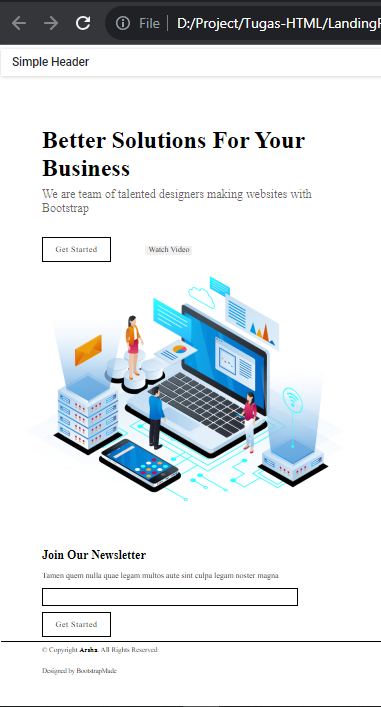 File | D:/Project/Tugas-HTML/LandingP
Simple Header
Better Solutions For Your
Business
We are team of talented designers making websites with
Bootstrap
Get Started
Watch Video
Join Our Newsletter
Tamen quem nulla quae legam multos aute sint culpa legam noster magna
Get Started
© Copyright Arsha. All Rights Reserved
Designed by BootstrapMade